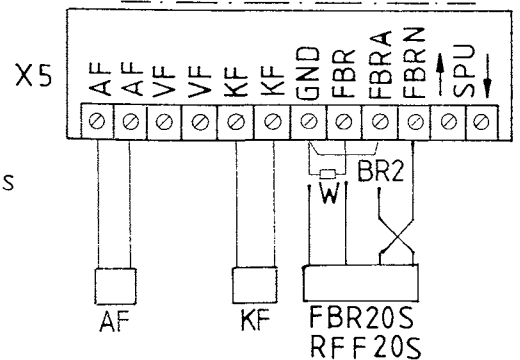 X5
AF AF VF VF KF KF GND FBR FBRA FBRN ↑ SPU ↓
S
BR2
W
AF KF FBR20S
RFF20S